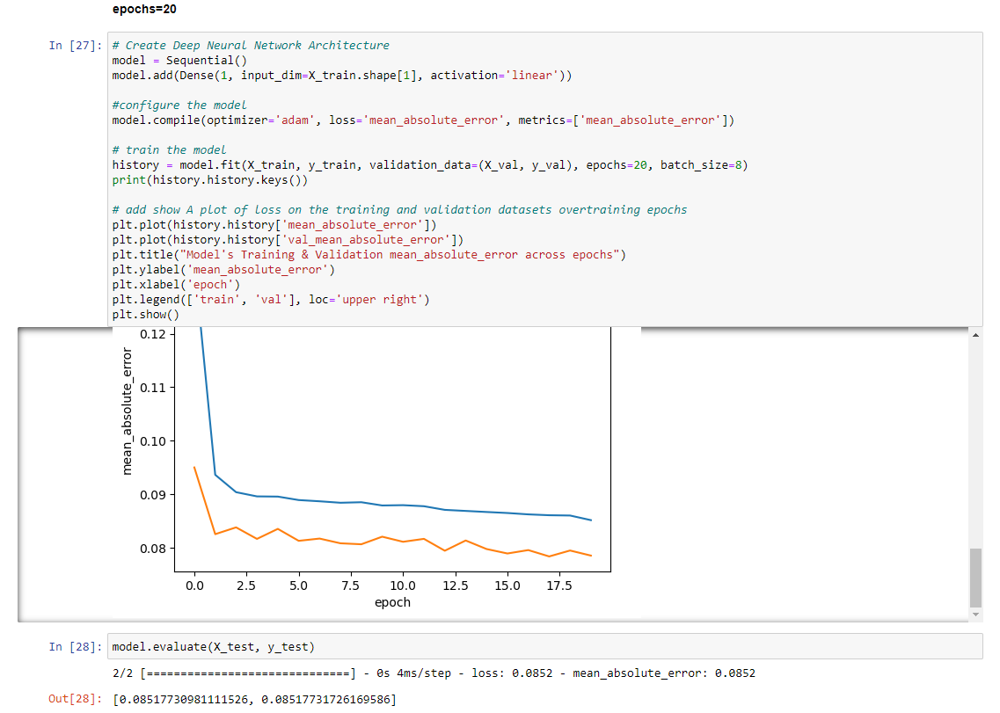 epochs=20
In [27]: # Create Deep Neural Network Architecture
model = Sequential()
model.add(Dense(1, input_dim=X_train.shape[1], activation='linear'))
#configure the model
model.compile(optimizer='adam', loss='mean_absolute_error', metrics=['mean_absolute_error'])
# train the model
history = model.fit(X_train, y_train, validation_data=(X_val, y_val), epochs=20, batch_size=8)
print(history.history.keys())
# add show A plot of loss on the training and validation datasets overtraining epochs
plt.plot(history.history['mean_absolute_error'])
plt.plot(history.history['val_mean_absolute_error'])
plt.title("Model's Training & Validation mean_absolute_error across epochs")
plt.ylabel('mean_absolute_error')
plt.xlabel('epoch')
plt.legend(['train', 'val'], loc='upper right')
plt.show()
mean_absolute_error
0.12
0.11
0.10
0.09
0.08
0.0 2.5 5.0 7.5 10.0 12.5 15.0 17.5
epoch
In [28]: model.evaluate(X_test, y_test)
2/2 [==============================] - 0s 4ms/step - loss: 0.0852 - mean_absolute_error: 0.0852
Out[28]: [0.08517730981111526, 0.08517731726169586]